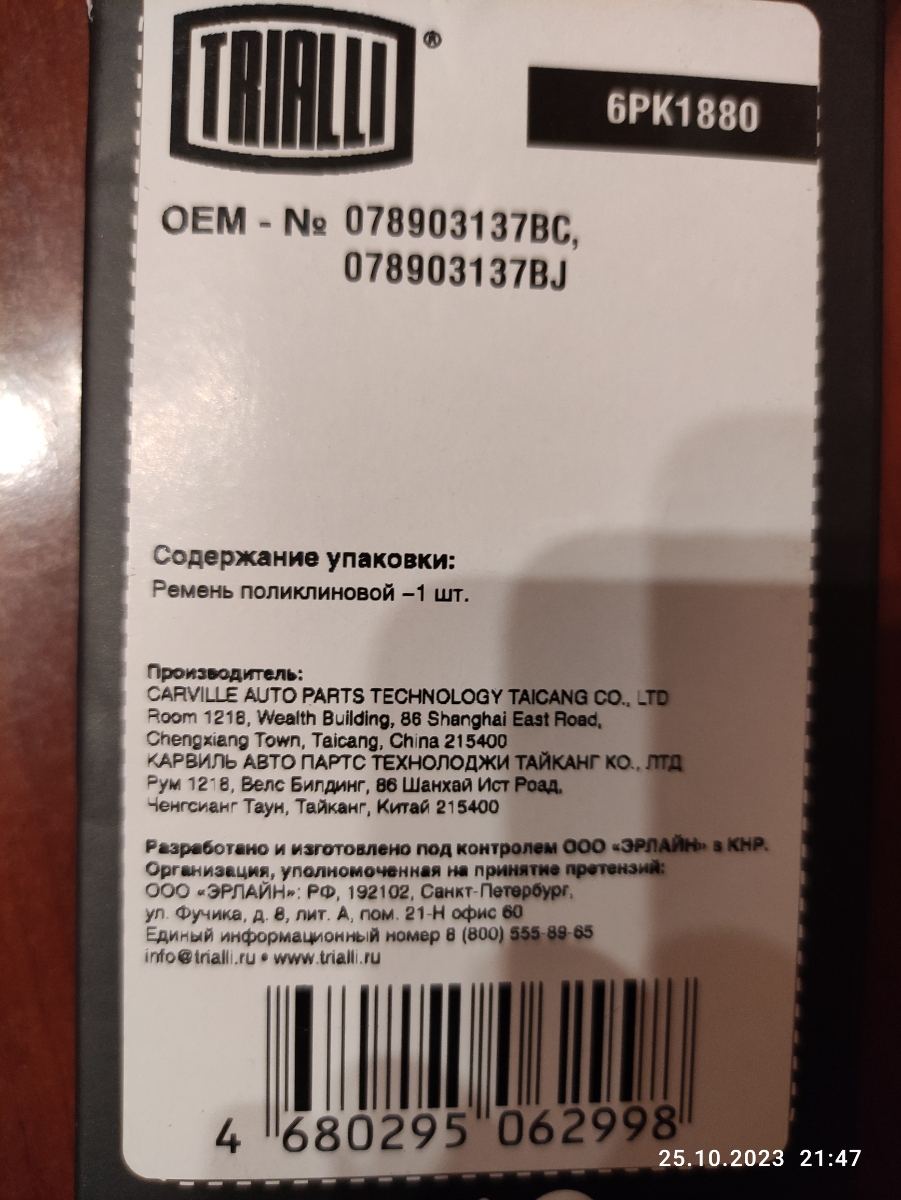 TRIALLI®
6PK1880
OEM - № 078903137BC,
078903137BJ
Содержание упаковки:
Ремень поликлиновой –1 шт.
Производитель:
CARVILLE AUTO PARTS TECHNOLOGY TAICANG CO., LTD
Room 1218, Wealth Building, 86 Shanghai East Road,
Chengxiang Town, Taicang, China 215400
КАРВИЛЬ АВТО ПАРТС ТЕХНОЛОДЖИ ТАЙКАНГ КО., ЛТД
Рум 1218, Велс Билдинг, 86 Шанхай Ист Роад,
Ченгсианг Таун, Тайканг, Китай 215400
Разработано и изготовлено под контролем ООО «ЭРЛАЙН» в КНР.
Организация, уполномоченная на принятие претензий:
ООО «ЭРЛАЙН»: РФ, 192102, Санкт-Петербург,
ул. Фучика, д. 8, лит. А, пом. 21-Н офис 60
Единый информационный номер 8 (800) 555-89-65
info@trialli.ru • www.trialli.ru
4 680295 062998
25.10.2023 21:47